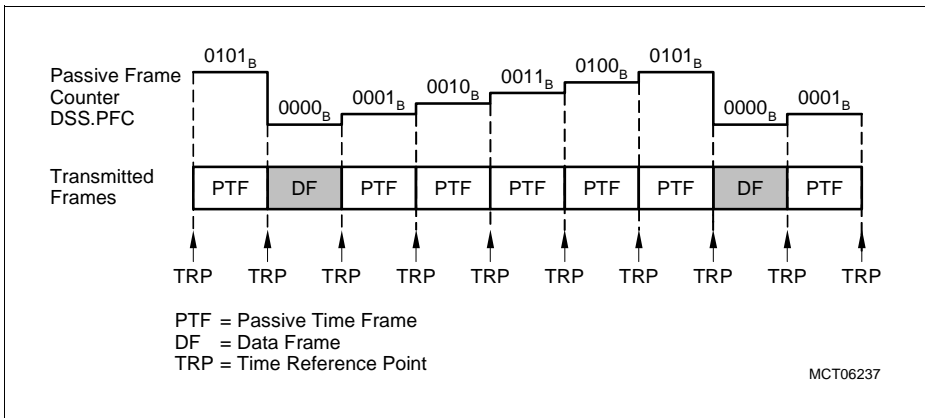 0101B 0000B 0001B 0010B 0011B 0100B 0101B 0000B 0001B
Passive Frame
Counter
DSS.PFC
Transmitted
Frames
PTF DF PTF PTF PTF PTF PTF DF PTF
TRP TRP TRP TRP TRP TRP TRP TRP TRP TRP
PTF = Passive Time Frame
DF = Data Frame
TRP = Time Reference Point
MCT06237